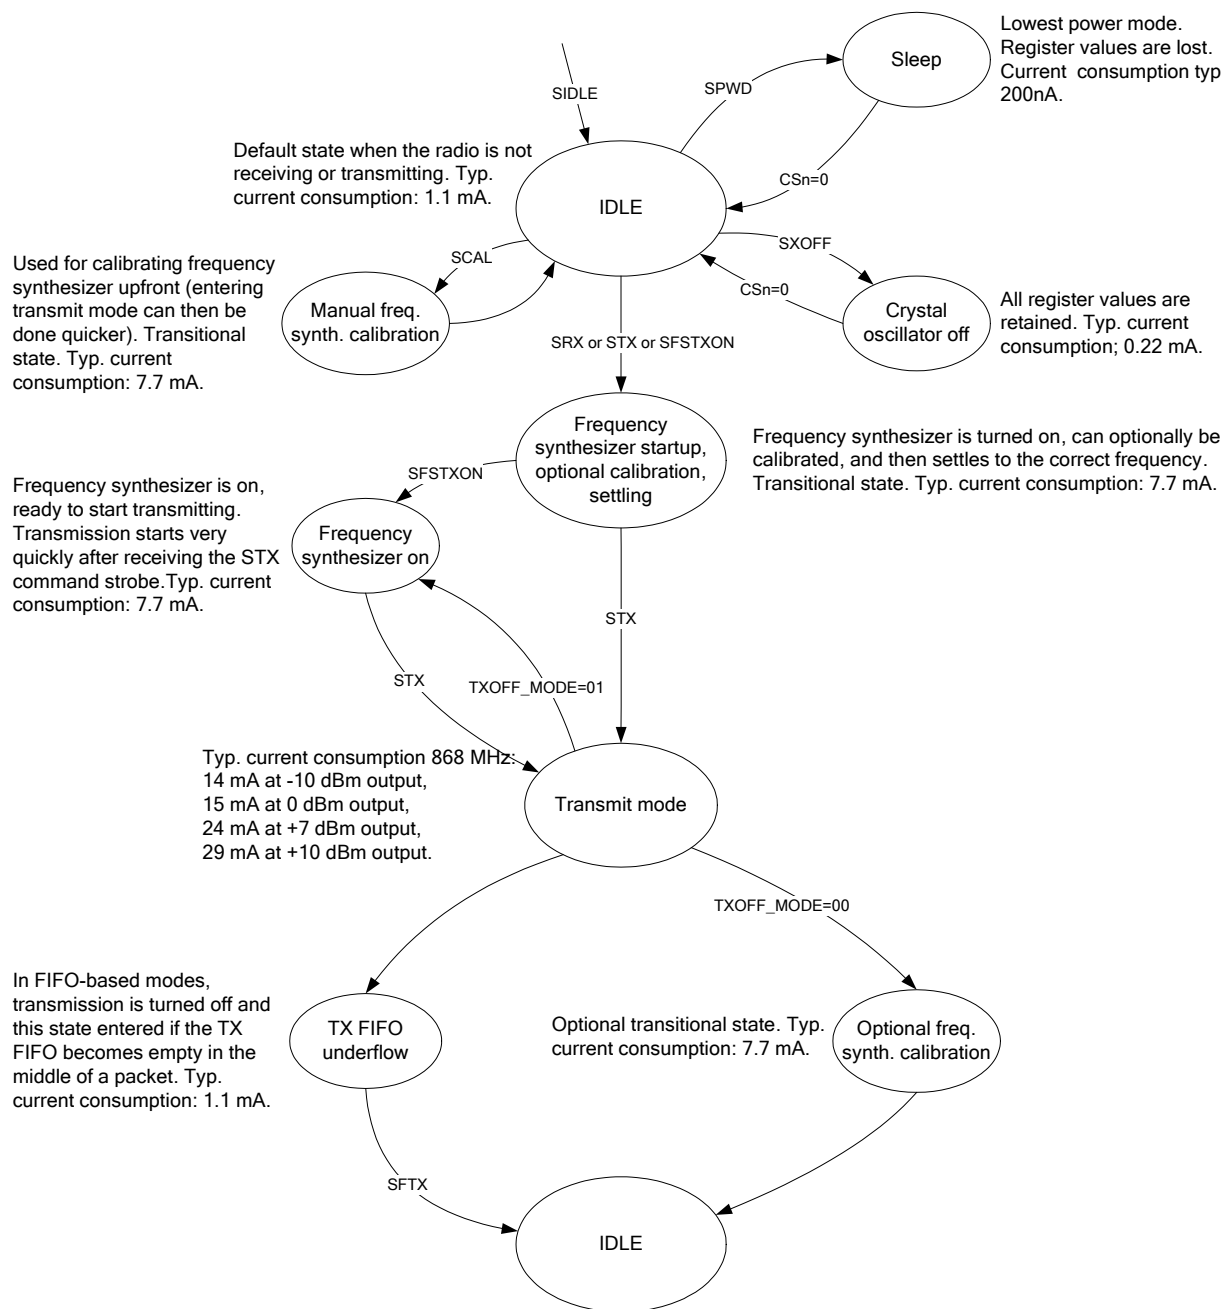 Lowest power mode.
Register values are lost.
Current consumption typ
200nA.
Sleep
SIDLE
SPWD
Default state when the radio is not
receiving or transmitting. Typ.
current consumption: 1.1 mA.
CSn=0
IDLE
SXOFF
SCAL
CSn=0
Used for calibrating frequency
synthesizer upfront (entering
transmit mode can then be
done quicker). Transitional
state. Typ. current
consumption: 7.7 mA.
Manual freq.
synth. calibration
Crystal
oscillator off
All register values are
retained. Typ. current
consumption; 0.22 mA.
SRX or STX or SFSTXON
Frequency
synthesizer startup,
optional calibration,
settling
Frequency synthesizer is turned on, can optionally be
calibrated, and then settles to the correct frequency.
Transitional state. Typ. current consumption: 7.7 mA.
SFSTXON
Frequency synthesizer is on,
ready to start transmitting.
Transmission starts very
quickly after receiving the STX
command strobe.Typ. current
consumption: 7.7 mA.
Frequency
synthesizer on
STX
STX
TXOFF_MODE=01
Typ. current consumption 868 MHz:
14 mA at -10 dBm output,
15 mA at 0 dBm output,
24 mA at +7 dBm output,
29 mA at +10 dBm output.
Transmit mode
TXOFF_MODE=00
In FIFO-based modes,
transmission is turned off and
this state entered if the TX
FIFO becomes empty in the
middle of a packet. Typ.
current consumption: 1.1 mA.
TX FIFO
underflow
Optional transitional state. Typ.
current consumption: 7.7 mA.
Optional freq.
synth. calibration
SFTX
IDLE